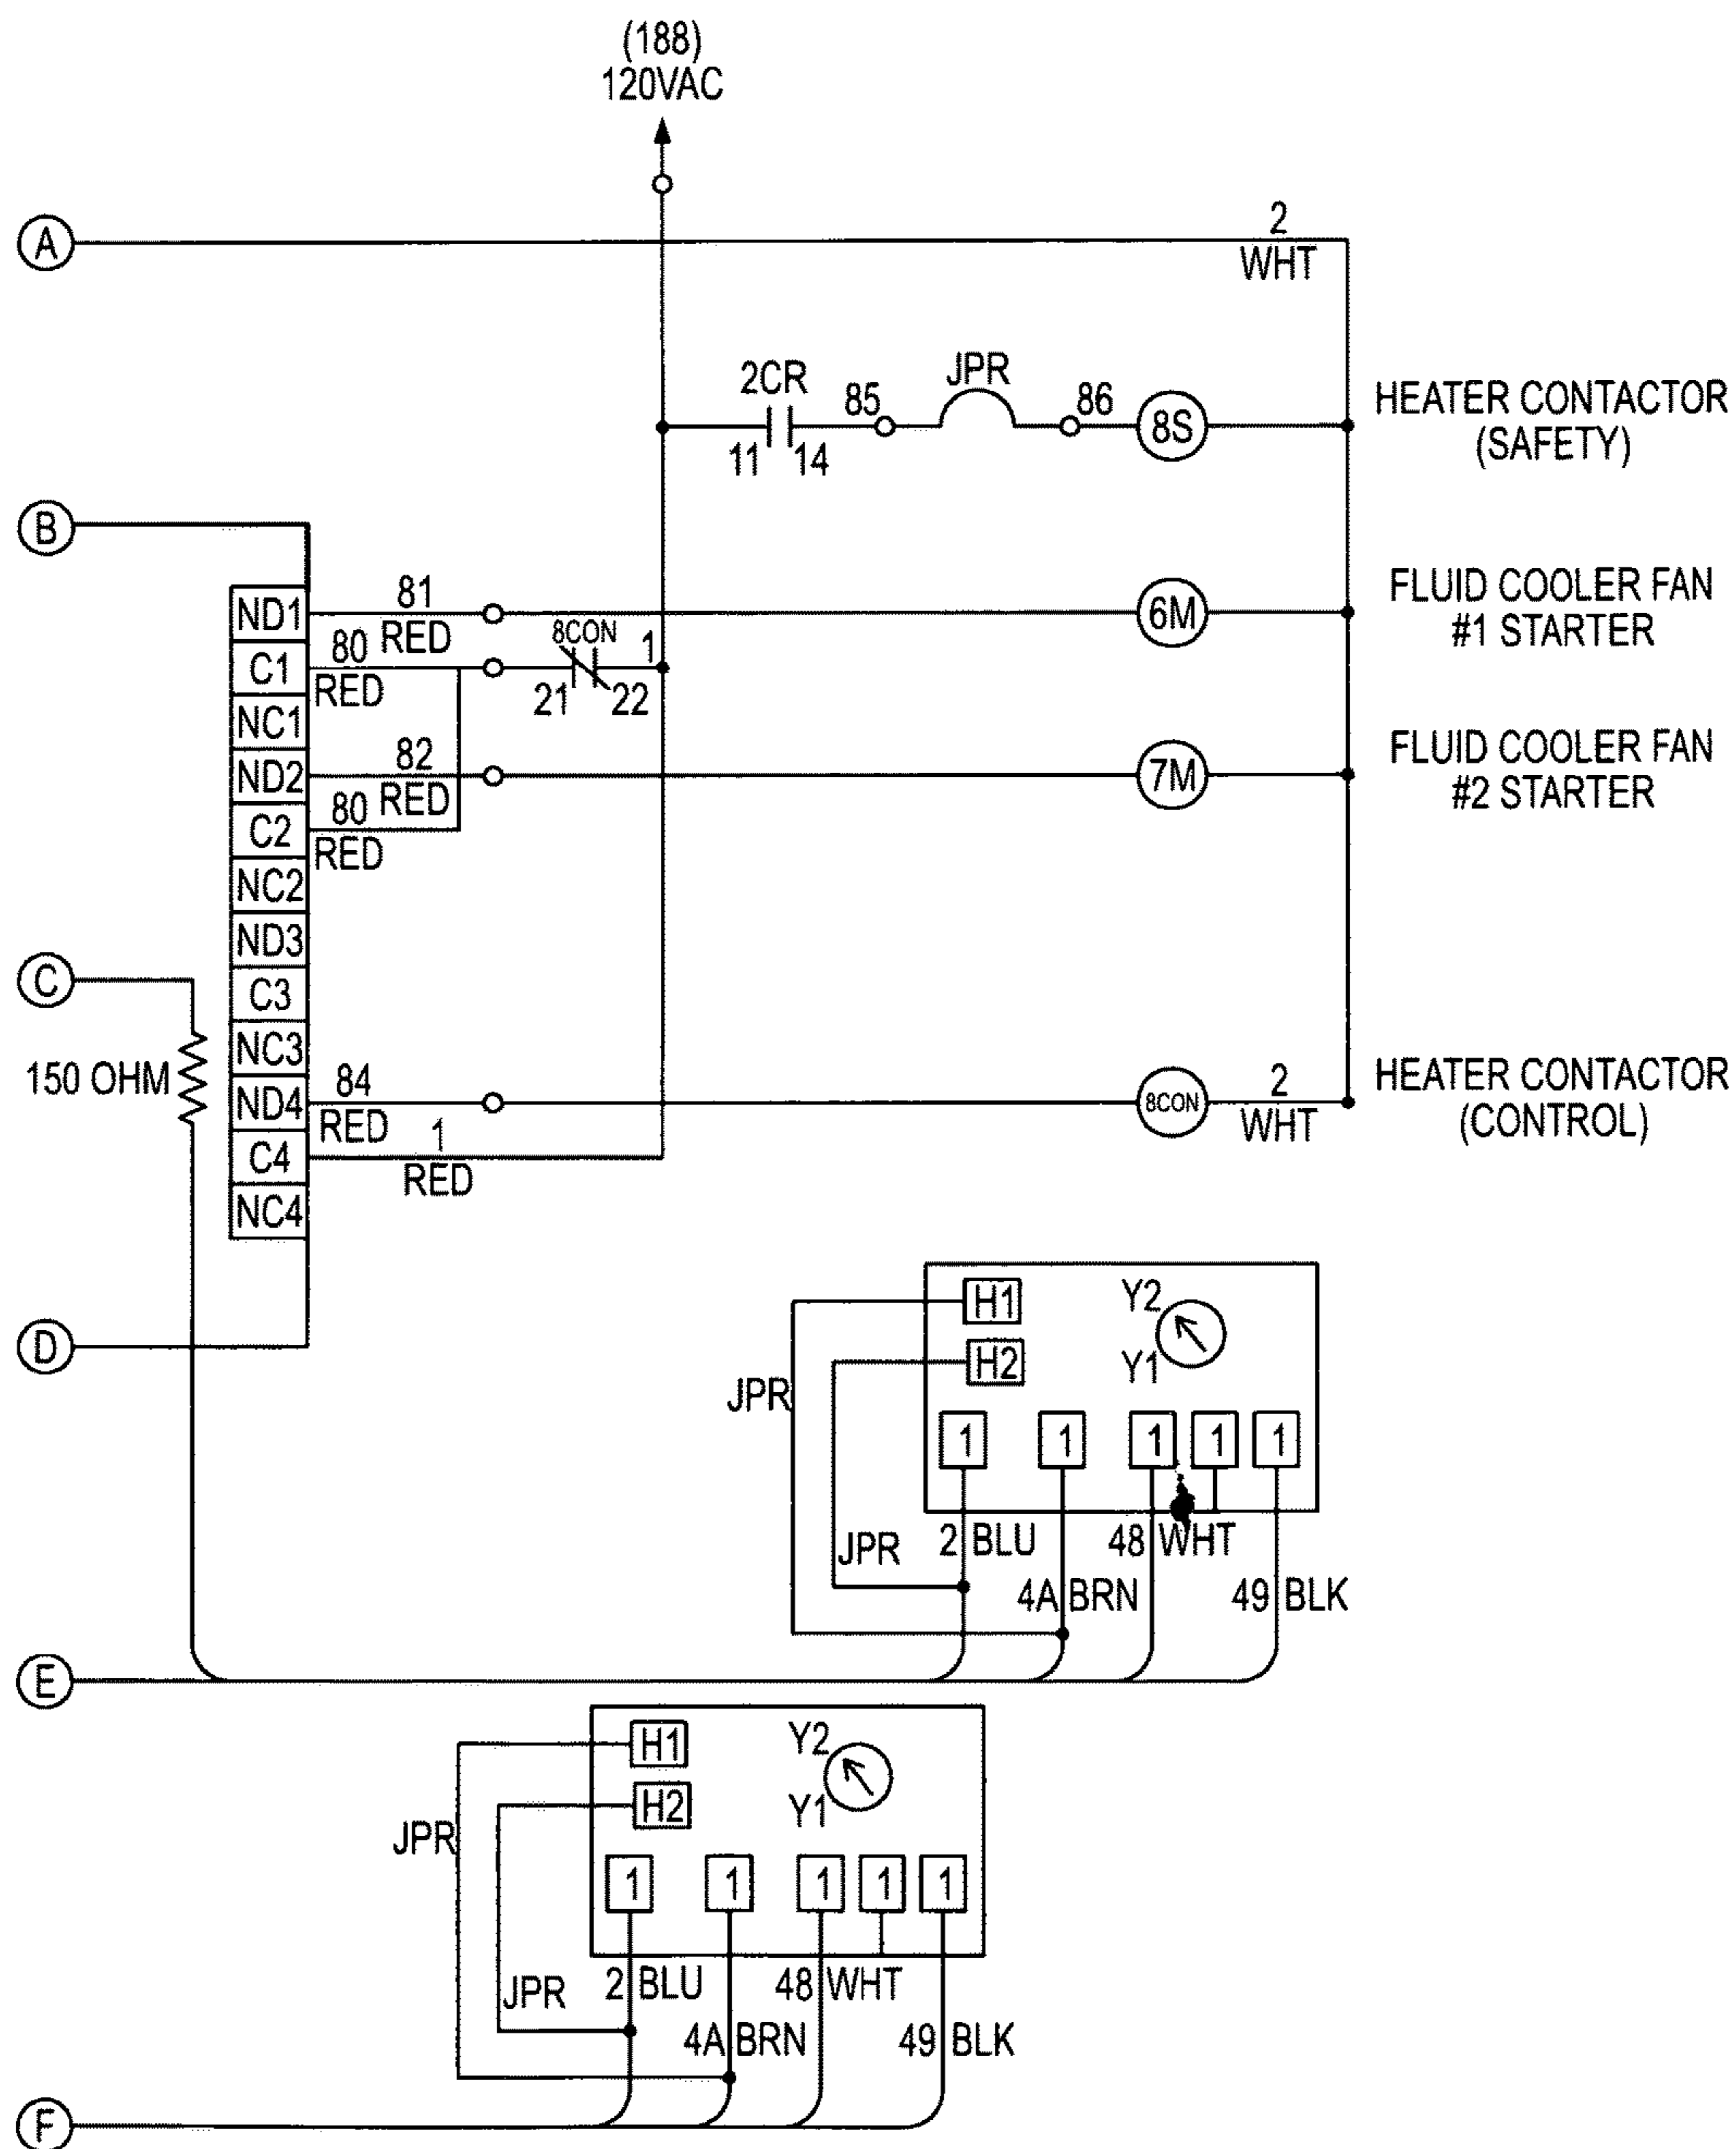 (188)
120VAC
A
2
WHT
2CR
11
14
85
JPR
86
8S
HEATER CONTACTOR
(SAFETY)
B
ND1
C1
NC1
ND2
C2
NC2
ND3
C3
NC3
ND4
C4
NC4
81
RED
80
RED
8CON
21
22
1
82
RED
80
RED
6M
FLUID COOLER FAN
#1 STARTER
7M
FLUID COOLER FAN
#2 STARTER
C
150 OHM
84
RED
1
RED
8CON
2
WHT
HEATER CONTACTOR
(CONTROL)
D
H1
H2
Y2
Y1
JPR
JPR
1
1
1
1
1
2 BLU
4A BRN
48 WHT
49 BLK
E
H1
H2
Y2
Y1
JPR
JPR
1
1
1
1
1
2 BLU
4A BRN
48 WHT
49 BLK
F